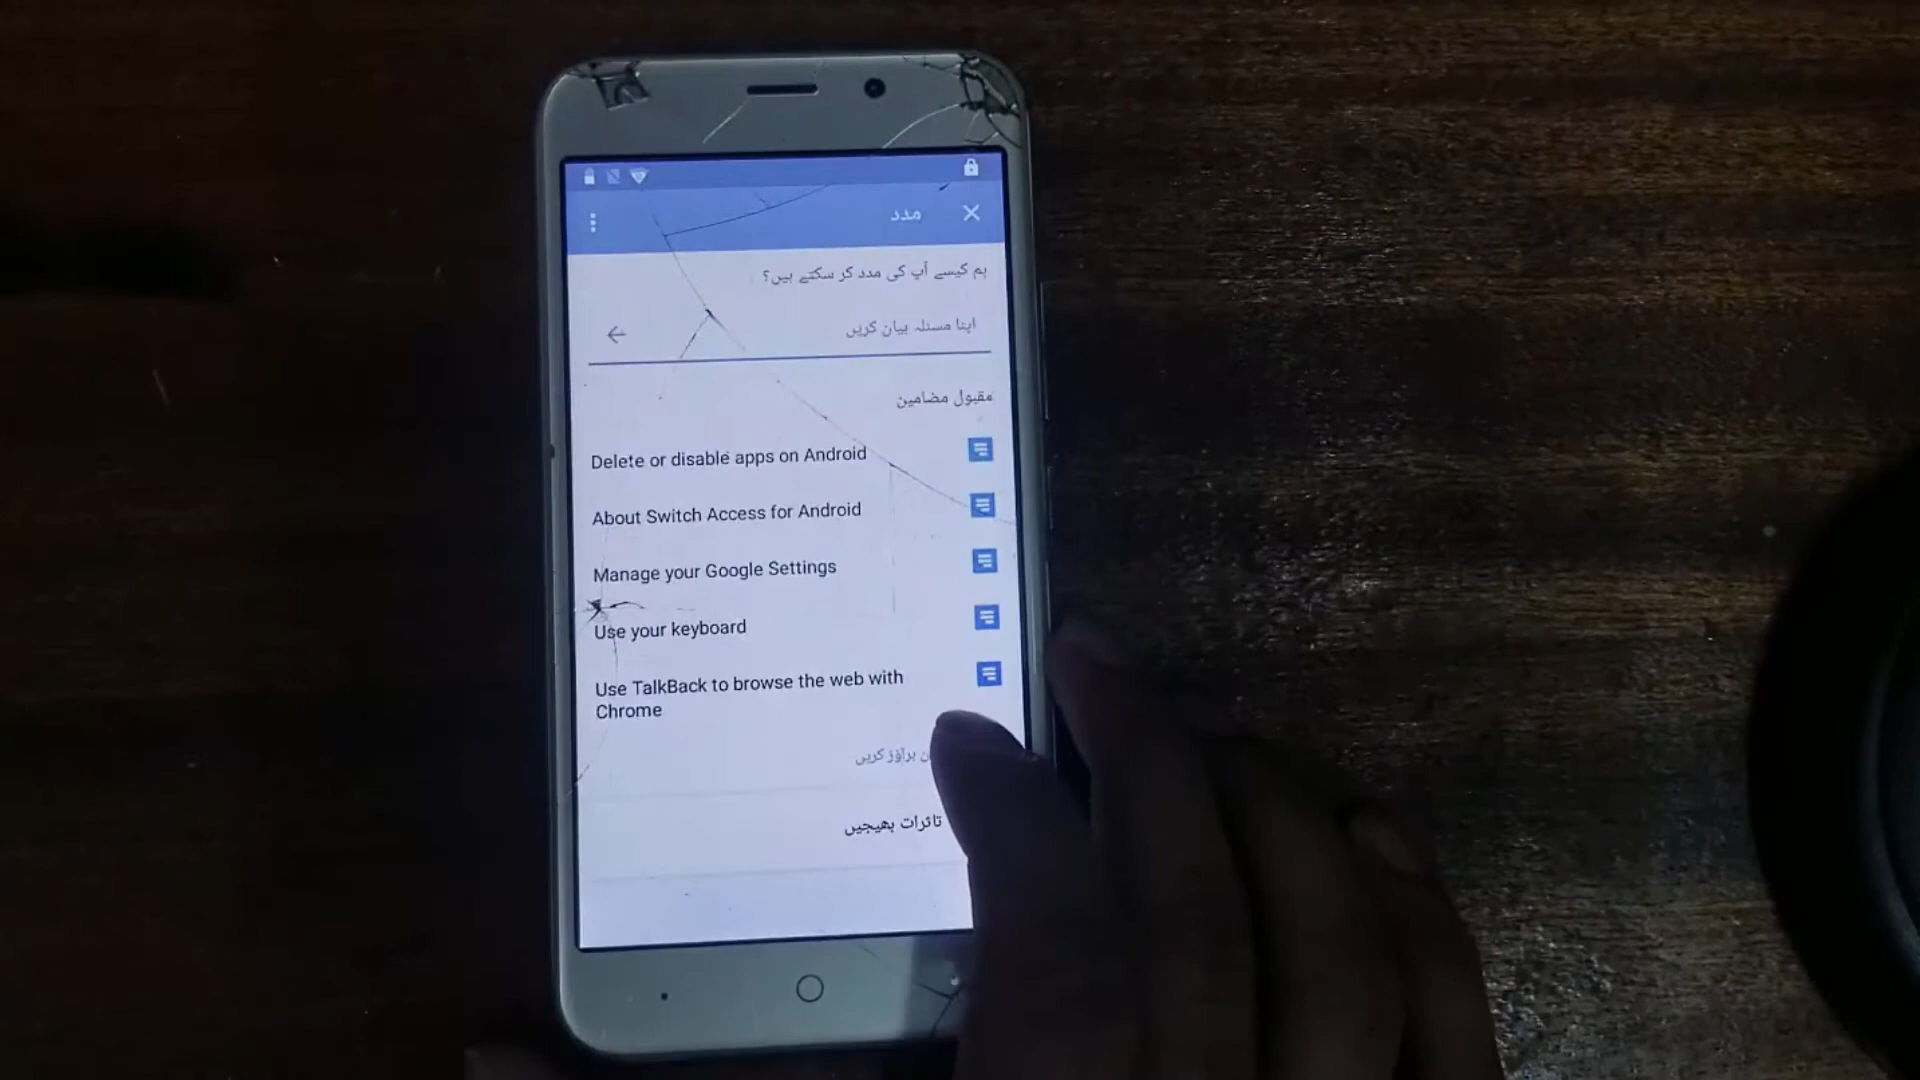 مدد
ہم کیسے آپ کی مدد کر سکتے ہیں؟
اپنا مسئلہ بیان کریں
مقبول مضامین
Delete or disable apps on Android
About Switch Access for Android
Manage your Google Settings
Use your keyboard
Use TalkBack to browse the web with
Chrome
براؤز کریں
تاثرات بھیجیں